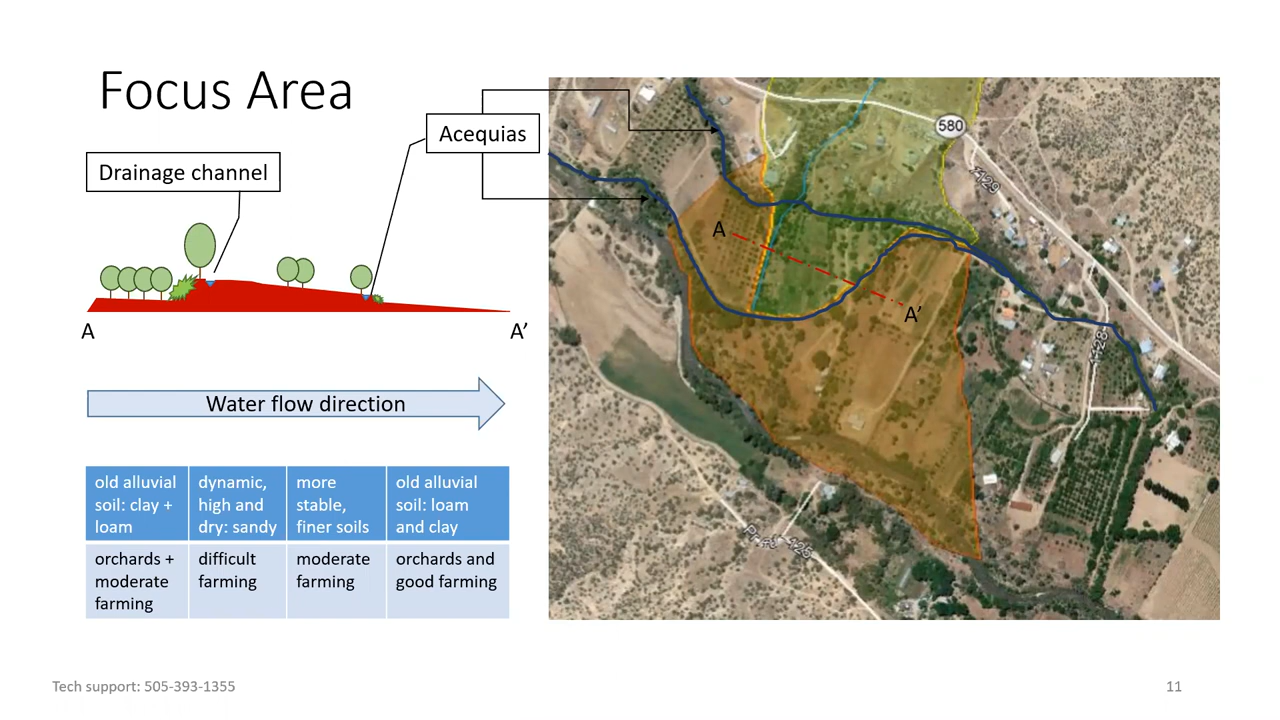 Focus Area
Acequias
Drainage channel
A
A'
Water flow direction
old alluvial
soil: clay +
loam
dynamic,
high and
dry: sandy
more
stable,
finer soils
old alluvial
soil: loam
and clay
orchards +
moderate
farming
difficult
farming
moderate
farming
orchards and
good farming
580
A
A'
Tech support: 505-393-1355
11